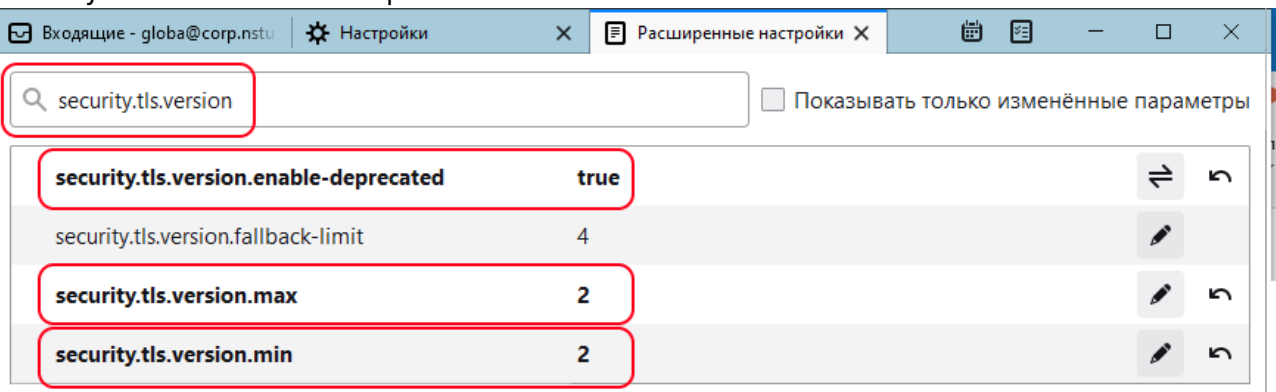 Входящие - globa@corp.nstu
Настройки
Расширенные настройки
security.tls.version
Показывать только изменённые параметры
security.tls.version.enable-deprecated true
security.tls.version.fallback-limit 4
security.tls.version.max 2
security.tls.version.min 2